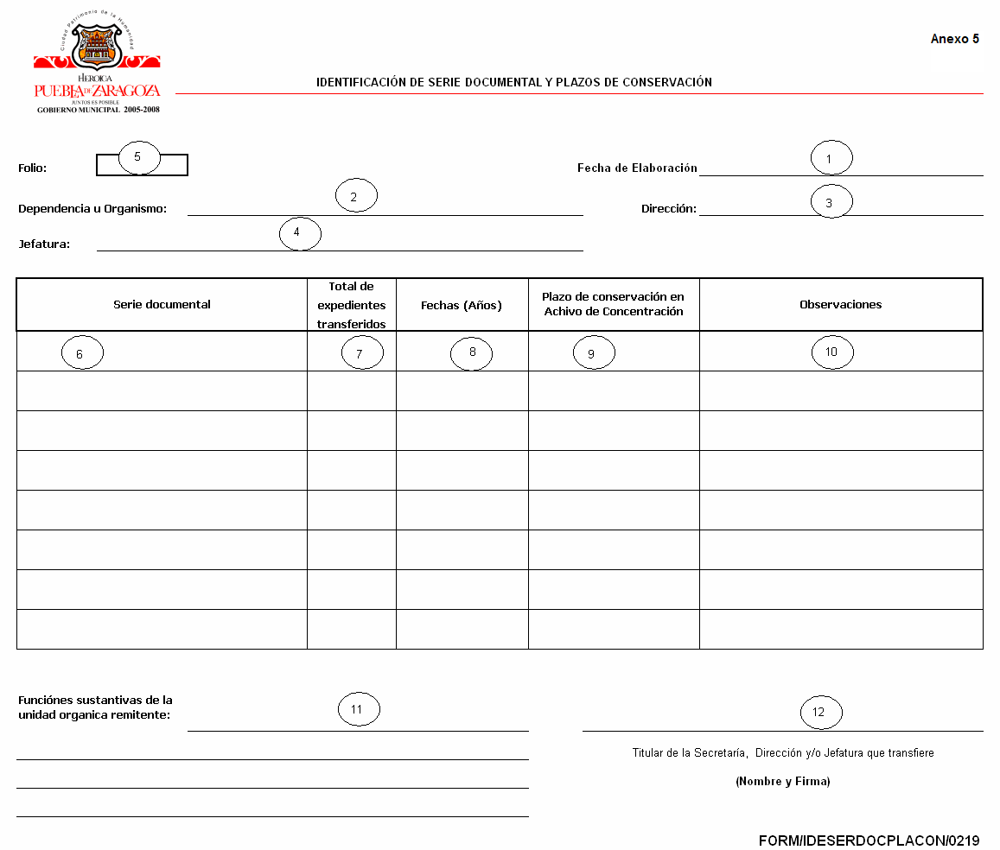 Ciudad Patrimonio de la Humanidad
HEROICA
PUEBLA DE ZARAGOZA
JUNTOS ES POSIBLE
GOBIERNO MUNICIPAL 2005-2008
Anexo 5
IDENTIFICACIÓN DE SERIE DOCUMENTAL Y PLAZOS DE CONSERVACIÓN
Folio: 5
Fecha de Elaboración 1
Dependencia u Organismo: 2
Dirección: 3
Jefatura: 4
Serie documental
Total de
expedientes
transferidos
Fechas (Años)
Plazo de conservación en
Achivo de Concentración
Observaciones
6 7 8 9 10
Funciónes sustantivas de la
unidad organica remitente: 11
12
Titular de la Secretaría, Dirección y/o Jefatura que transfiere
(Nombre y Firma)
FORM/IDESERDOCPLACON/0219